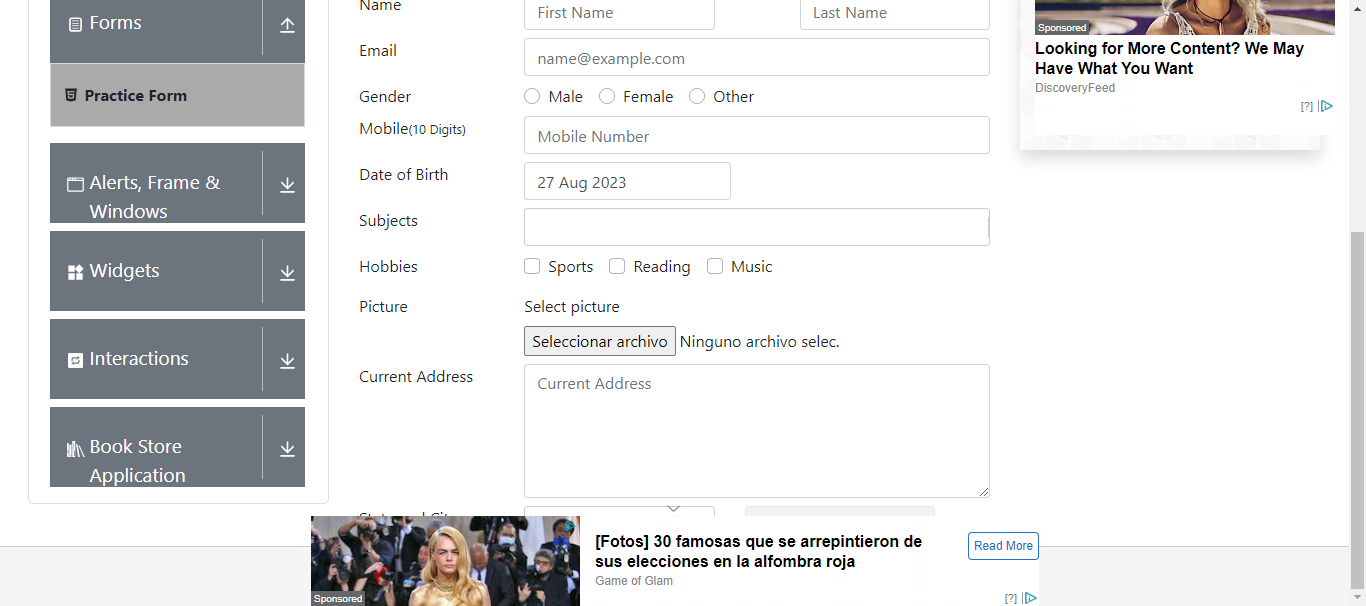 Forms
Practice Form
Alerts, Frame &
Windows
Widgets
Interactions
Book Store
Application
Name
First Name
Last Name
Email
name@example.com
Gender
Male
Female
Other
Mobile(10 Digits)
Mobile Number
Date of Birth
27 Aug 2023
Subjects
Hobbies
Sports
Reading
Music
Picture
Select picture
Seleccionar archivo
Ninguno archivo selec.
Current Address
Current Address
State and City
Sponsored
Looking for More Content? We May
Have What You Want
DiscoveryFeed
[?]
Sponsored
[Fotos] 30 famosas que se arrepintieron de
sus elecciones en la alfombra roja
Game of Glam
Read More
[?]